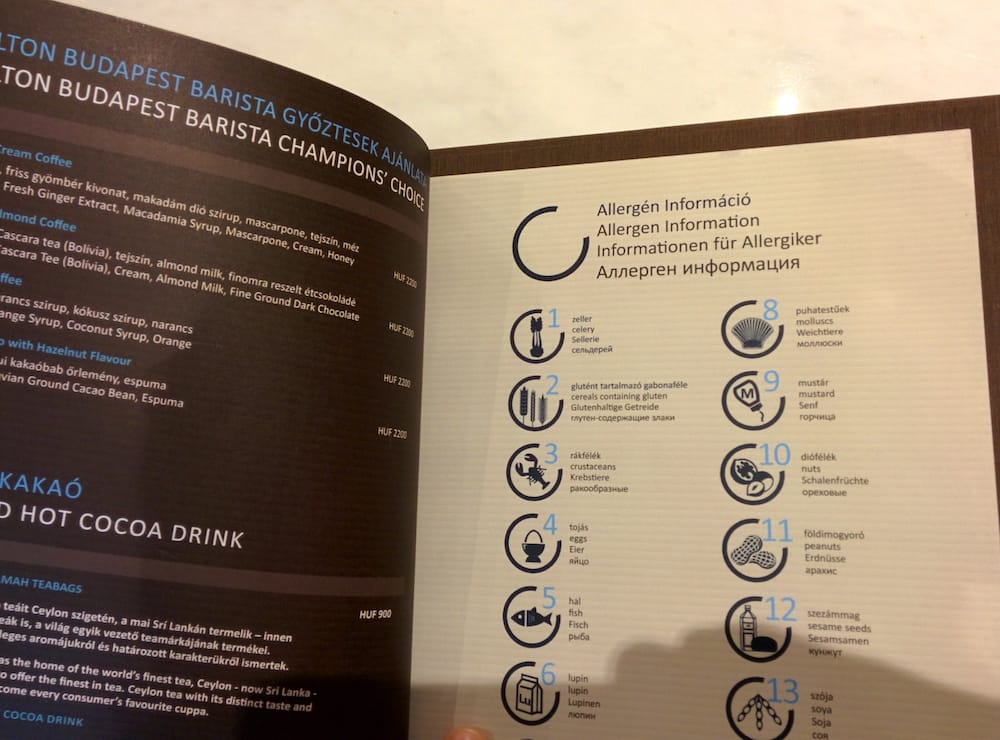 LTON BUDAPEST BARISTA GYŐZTESEK AJÁNLATA
LTON BUDAPEST BARISTA CHAMPIONS' CHOICE
Cream Coffee
friss gyömbér kivonat, makadám dió szirup, mascarpone, tejszín, méz
Fresh Ginger Extract, Macadamia Syrup, Mascarpone, Cream, Honey
HUF 2200
lmond Coffee
Cascara tea (Bolívia), tejszín, almond milk, finomra reszelt étcsokoládé
Cascara Tee (Bolívia), Cream, Almond Milk, Fine Ground Dark Chocolate
HUF 2200
ffee
arancs szirup, kókusz szirup, narancs
ange Syrup, Coconut Syrup, Orange
HUF 2200
o with Hazelnut Flavour
ui kakaóbab őrlemény, espuma
vian Ground Cacao Bean, Espuma
HUF 2200
KAKAÓ
D HOT COCOA DRINK
MAH TEABAGS
HUF 900
teáit Ceylon szigetén, a mai Srí Lankán termelik – innen
eák is, a világ egyik vezető teamárkájának termékei.
leges aromájukról és határozott karakterükről ismertek.
as the home of the world's finest tea, Ceylon - now Sri Lanka -
o offer the finest in tea. Ceylon tea with its distinct taste and
come every consumer's favourite cuppa.
COCOA DRINK
Allergén Információ
Allergen Information
Informationen für Allergiker
Аллерген информация
1
zeller
celery
Sellerie
сельдерей
2
glutént tartalmazó gabonaféle
cereals containing gluten
Glutenhaltige Getreide
глутен-содержащие злаки
3
rákfélék
crustaceans
Krebstiere
ракообразные
4
tojás
eggs
Eier
яйцо
5
hal
fish
Fisch
рыба
6
lupin
lupin
Lupinen
люпин
8
puhatestűek
molluscs
Weichtiere
моллюски
9
M
mustár
mustard
Senf
горчица
10
diófélék
nuts
Schalenfrüchte
ореховые
11
földimogyoró
peanuts
Erdnüsse
арахис
12
szezámmag
sesame seeds
Sesamsamen
кунжут
13
szója
soya
Soja
соя